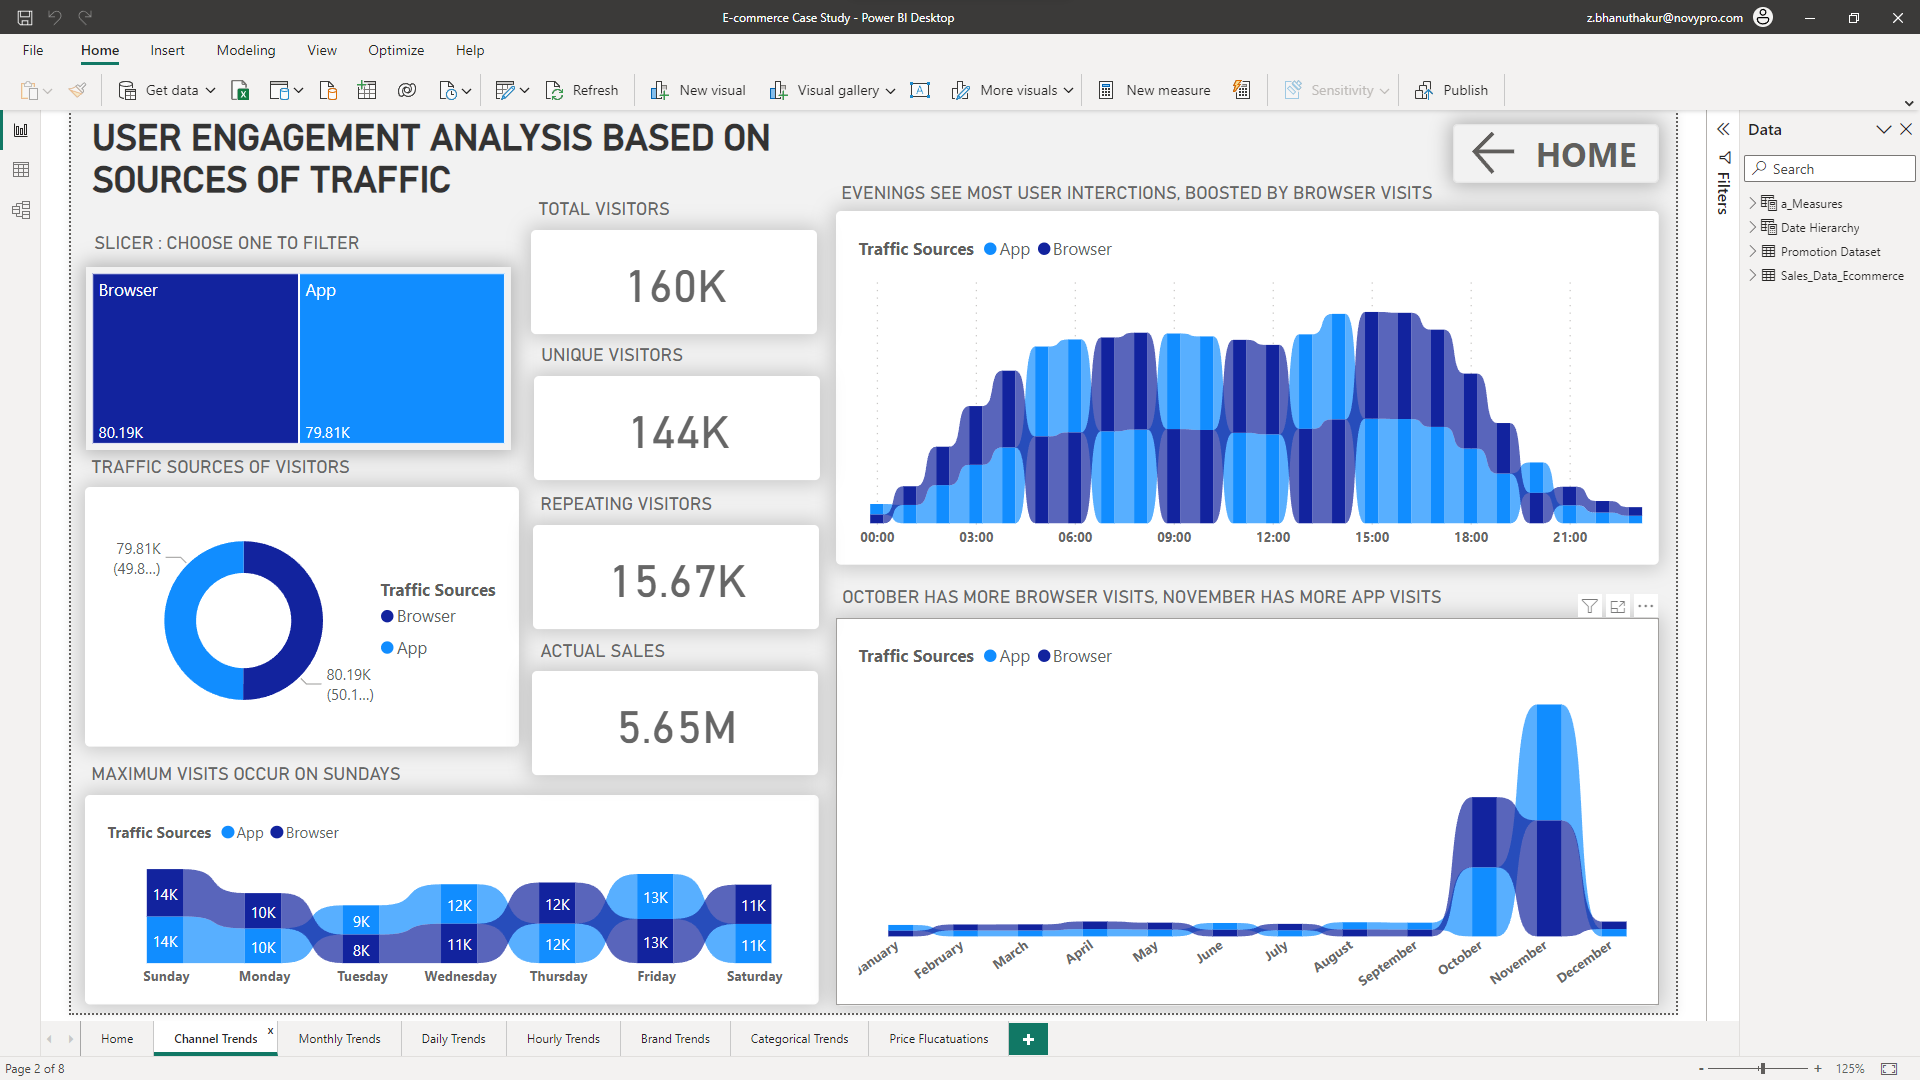 E-commerce Case Study - Power BI Desktop
z.bhanuthakur@novypro.com
File Home Insert Modeling View Optimize Help
Get data Refresh New visual Visual gallery More visuals New measure Sensitivity Publish
USER ENGAGEMENT ANALYSIS BASED ON
SOURCES OF TRAFFIC
HOME
SLICER : CHOOSE ONE TO FILTER
Browser App
80.19K 79.81K
TRAFFIC SOURCES OF VISITORS
79.81K
(49.8...)
Traffic Sources
Browser
App
80.19K
(50.1...)
TOTAL VISITORS
160K
UNIQUE VISITORS
144K
REPEATING VISITORS
15.67K
ACTUAL SALES
5.65M
MAXIMUM VISITS OCCUR ON SUNDAYS
Traffic Sources App Browser
14K 10K 9K 12K 12K 13K 11K
14K 10K 8K 11K 12K 13K 11K
Sunday Monday Tuesday Wednesday Thursday Friday Saturday
EVENINGS SEE MOST USER INTERCTIONS, BOOSTED BY BROWSER VISITS
Traffic Sources App Browser
00:00 03:00 06:00 09:00 12:00 15:00 18:00 21:00
OCTOBER HAS MORE BROWSER VISITS, NOVEMBER HAS MORE APP VISITS
Traffic Sources App Browser
January February March April May June July August September October November December
Filters
Data
Search
a_Measures
Date Hierarchy
Promotion Dataset
Sales_Data_Ecommerce
Home Channel Trends x Monthly Trends Daily Trends Hourly Trends Brand Trends Categorical Trends Price Flucatuations +
Page 2 of 8
- + 125%